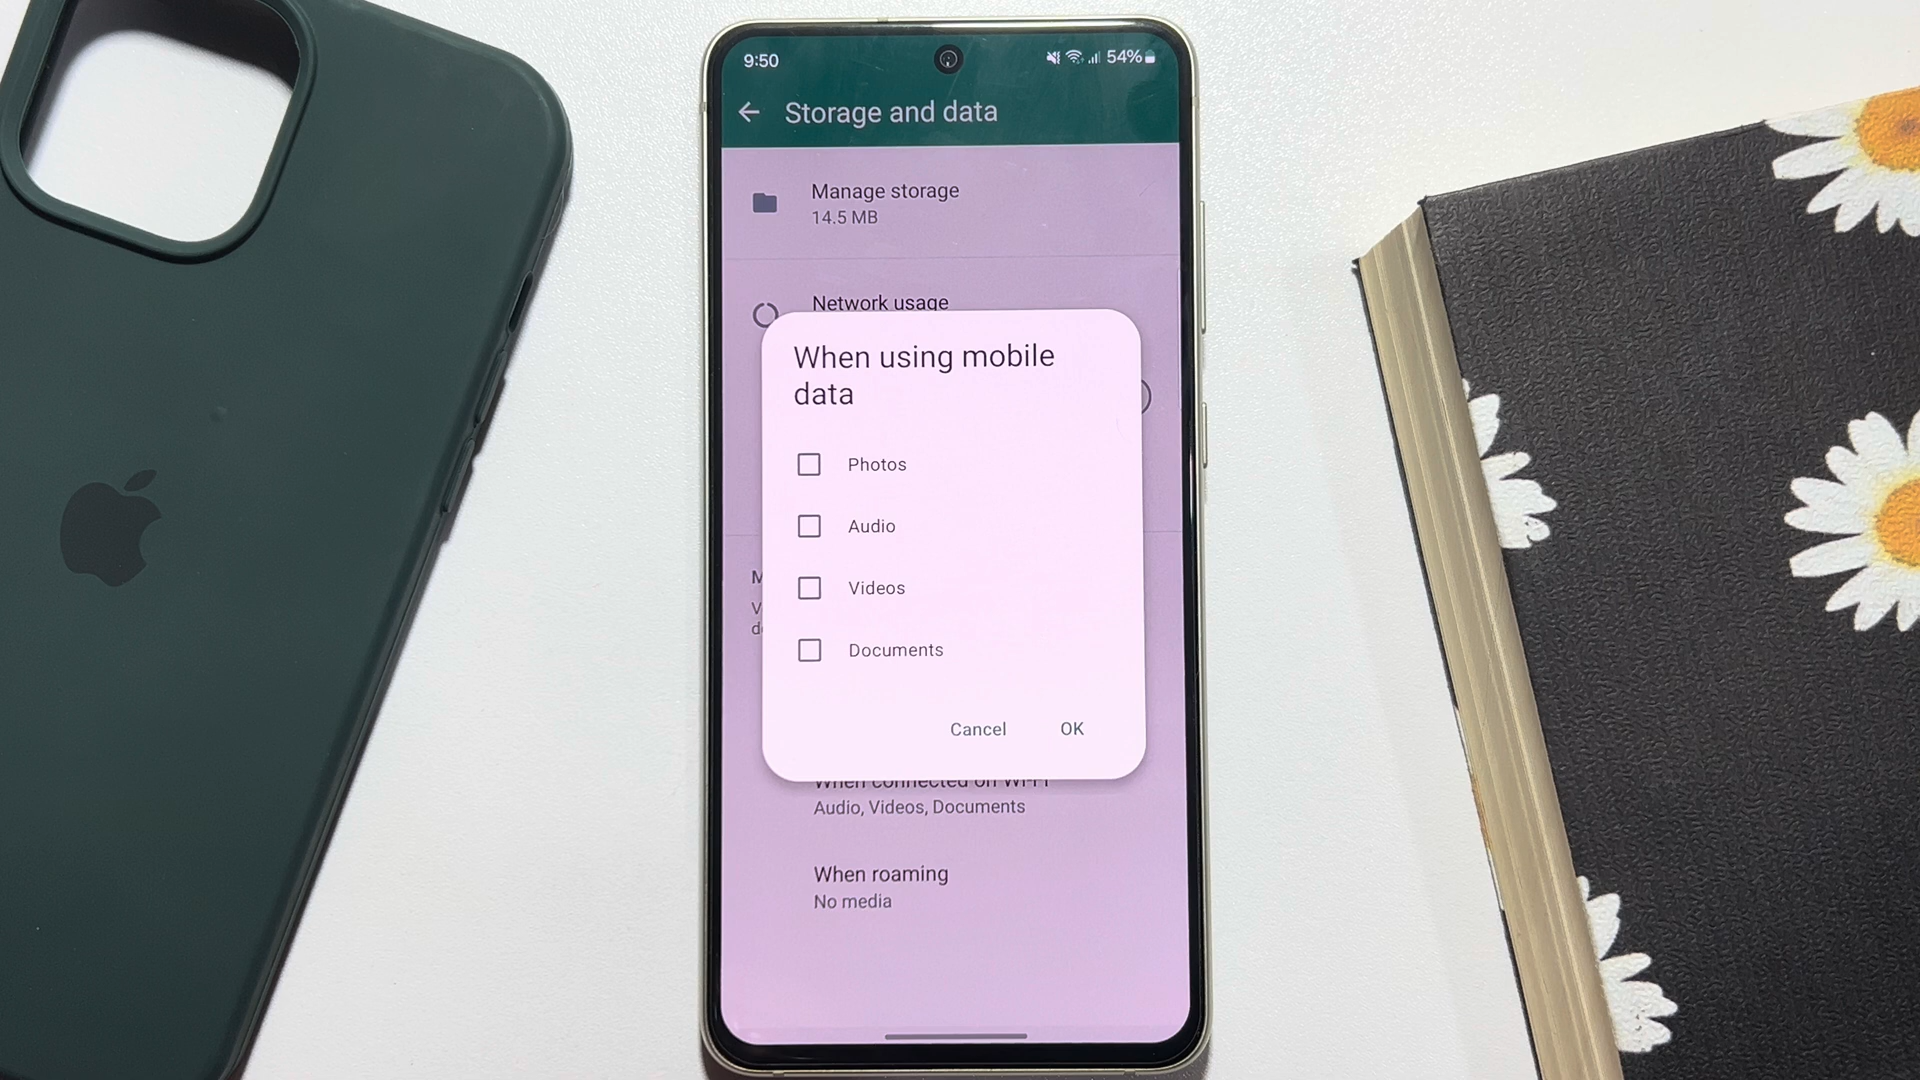 9:50
54%
Storage and data
Manage storage
14.5 MB
Network usage
When using mobile
data
Photos
Audio
Videos
Documents
Cancel
OK
When connected on Wi-Fi
Audio, Videos, Documents
When roaming
No media